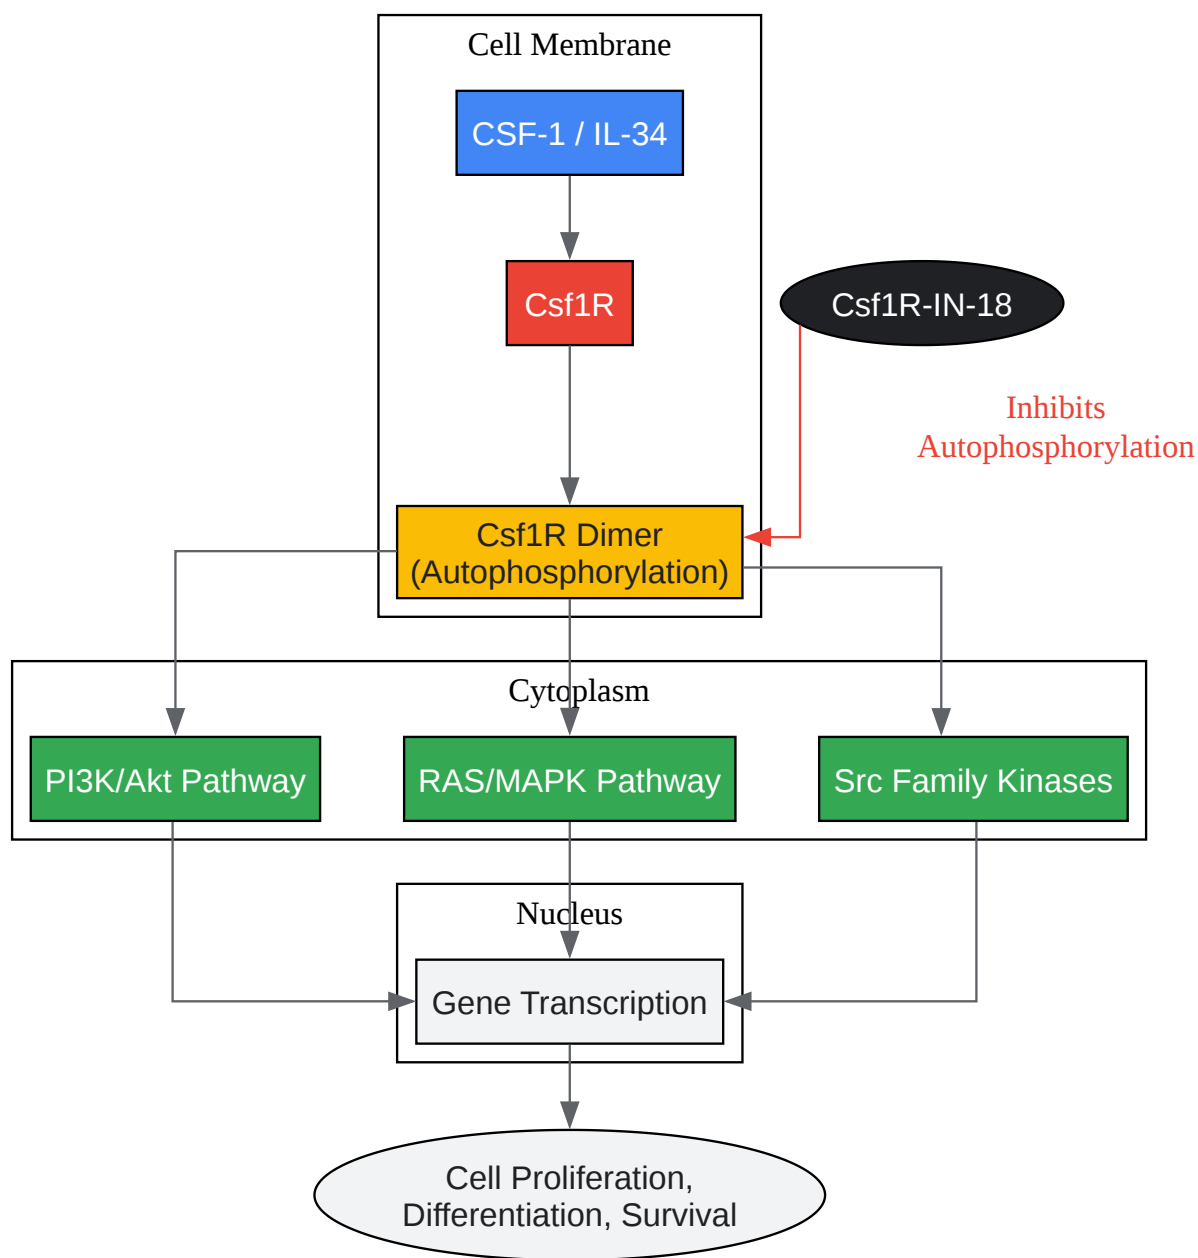 Cell Membrane
CSF-1 / IL-34
Csf1R
Csf1R-IN-18
Inhibits
Autophosphorylation
Csf1R Dimer
(Autophosphorylation)
Cytoplasm
PI3K/Akt Pathway
RAS/MAPK Pathway
Src Family Kinases
Nucleus
Gene Transcription
Cell Proliferation,
Differentiation, Survival